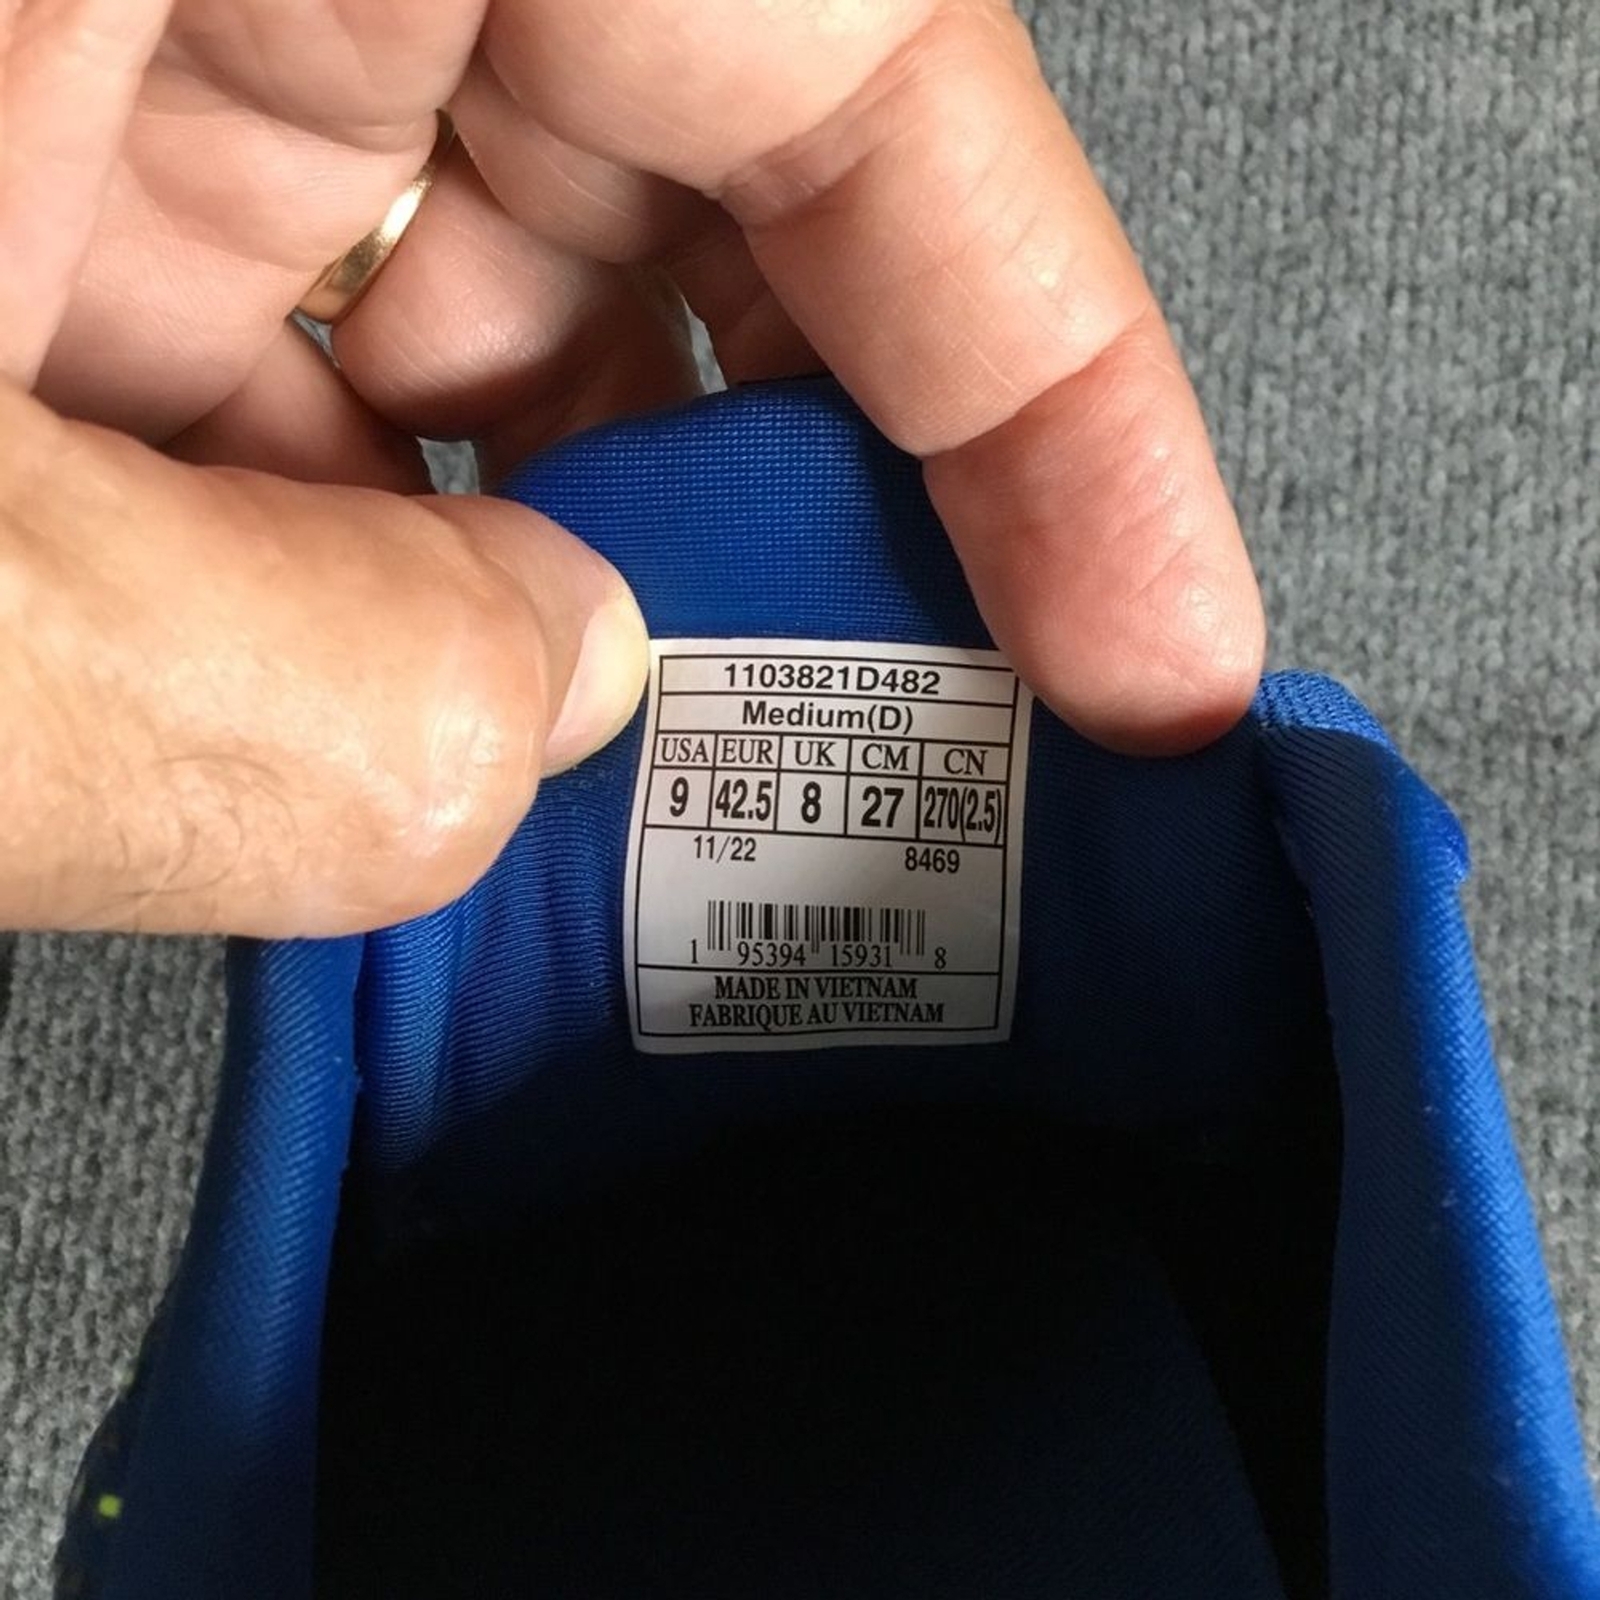 1103821D482
Medium(D)
USA EUR UK CM CN
9 42.5 8 27 270(2.5)
11/22 8469
1 95394 15931 8
MADE IN VIETNAM
FABRIQUE AU VIETNAM